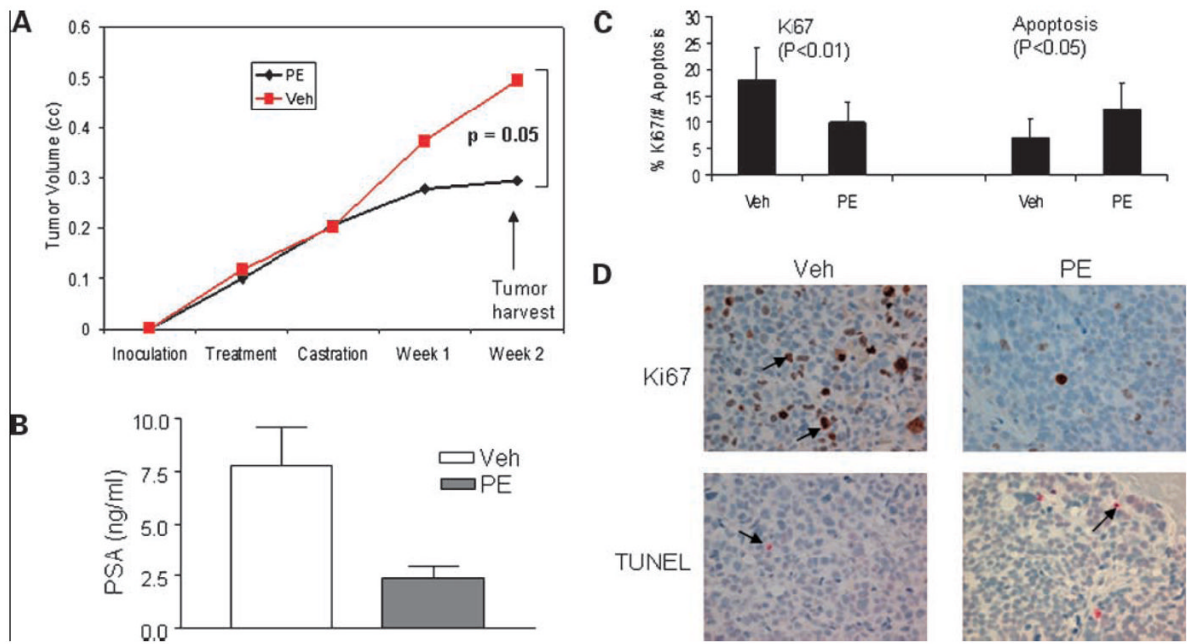 A
0.6
0.5
0.4
0.3
0.2
0.1
0
Tumor Volume (cc)
PE
Veh
p = 0.05
Tumor
harvest
Inoculation Treatment Castration Week 1 Week 2
B
10.0
7.5
5.0
2.5
0.0
PSA (ng/ml)
Veh
PE
C
Ki67
(P<0.01)
Apoptosis
(P<0.05)
30
25
20
15
10
5
0
% Ki67/# Apoptosis
Veh PE Veh PE
D
Veh PE
Ki67
TUNEL